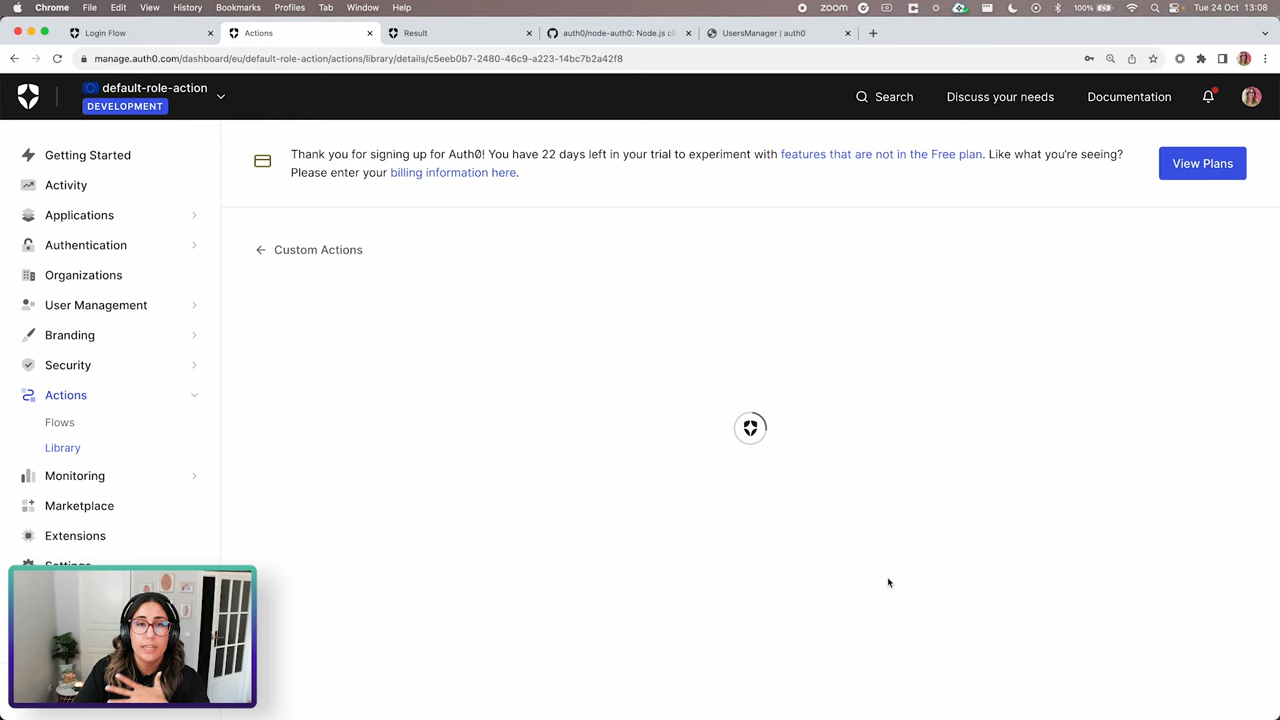 Chrome File Edit View History Bookmarks Profiles Tab Window Help zoom 100% Tue 24 Oct 13:08
Login Flow Actions Result auth0/node-auth0: Node.js cli UsersManager | auth0
manage.auth0.com/dashboard/eu/default-role-action/actions/library/details/c5eeb0b7-2480-46c9-a223-14bc7b2a42f8
default-role-action
DEVELOPMENT
Search Discuss your needs Documentation
Getting Started
Activity
Applications
Authentication
Organizations
User Management
Branding
Security
Actions
Flows
Library
Monitoring
Marketplace
Extensions
Settings
Thank you for signing up for Auth0! You have 22 days left in your trial to experiment with features that are not in the Free plan. Like what you’re seeing?
Please enter your billing information here.
View Plans
Custom Actions